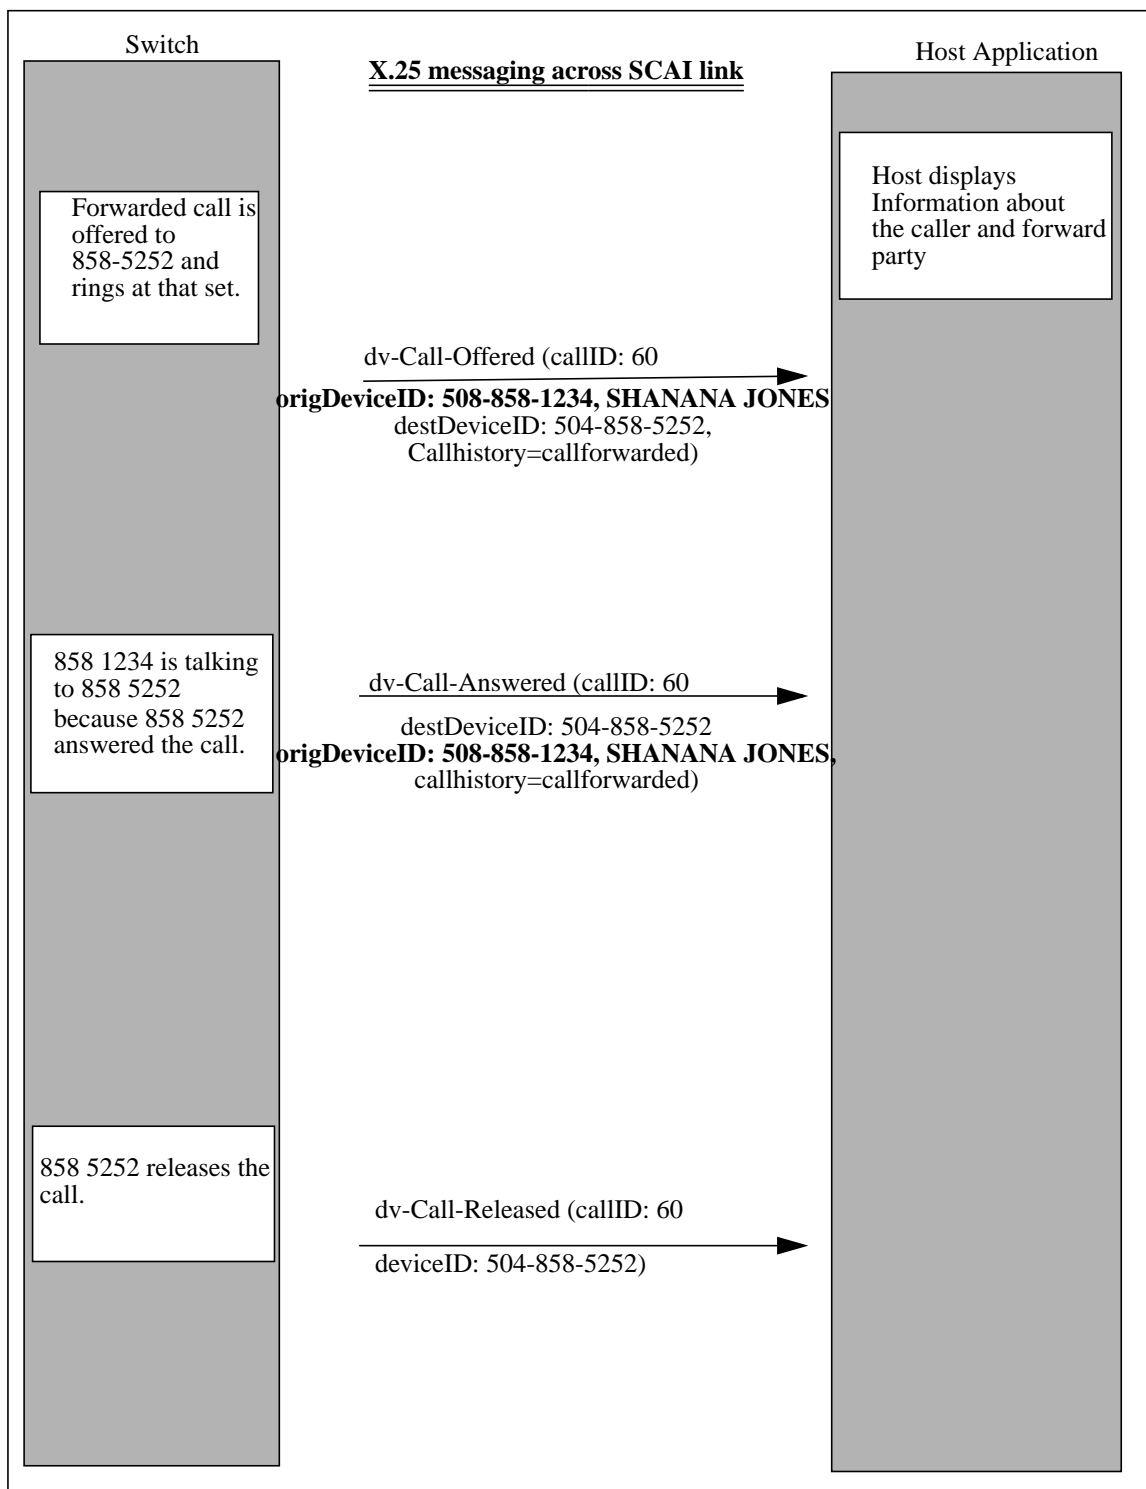 Switch
Host Application
X.25 messaging across SCAI link
Host displays
Information about
the caller and forward
party
Forwarded call is
offered to
858-5252 and
rings at that set.
dv-Call-Offered (callID: 60
origDeviceID: 508-858-1234, SHANANA JONES
destDeviceID: 504-858-5252,
Callhistory=callforwarded)
858 1234 is talking
to 858 5252
because 858 5252
answered the call.
dv-Call-Answered (callID: 60
destDeviceID: 504-858-5252
origDeviceID: 508-858-1234, SHANANA JONES,
callhistory=callforwarded)
858 5252 releases the
call.
dv-Call-Released (callID: 60
deviceID: 504-858-5252)